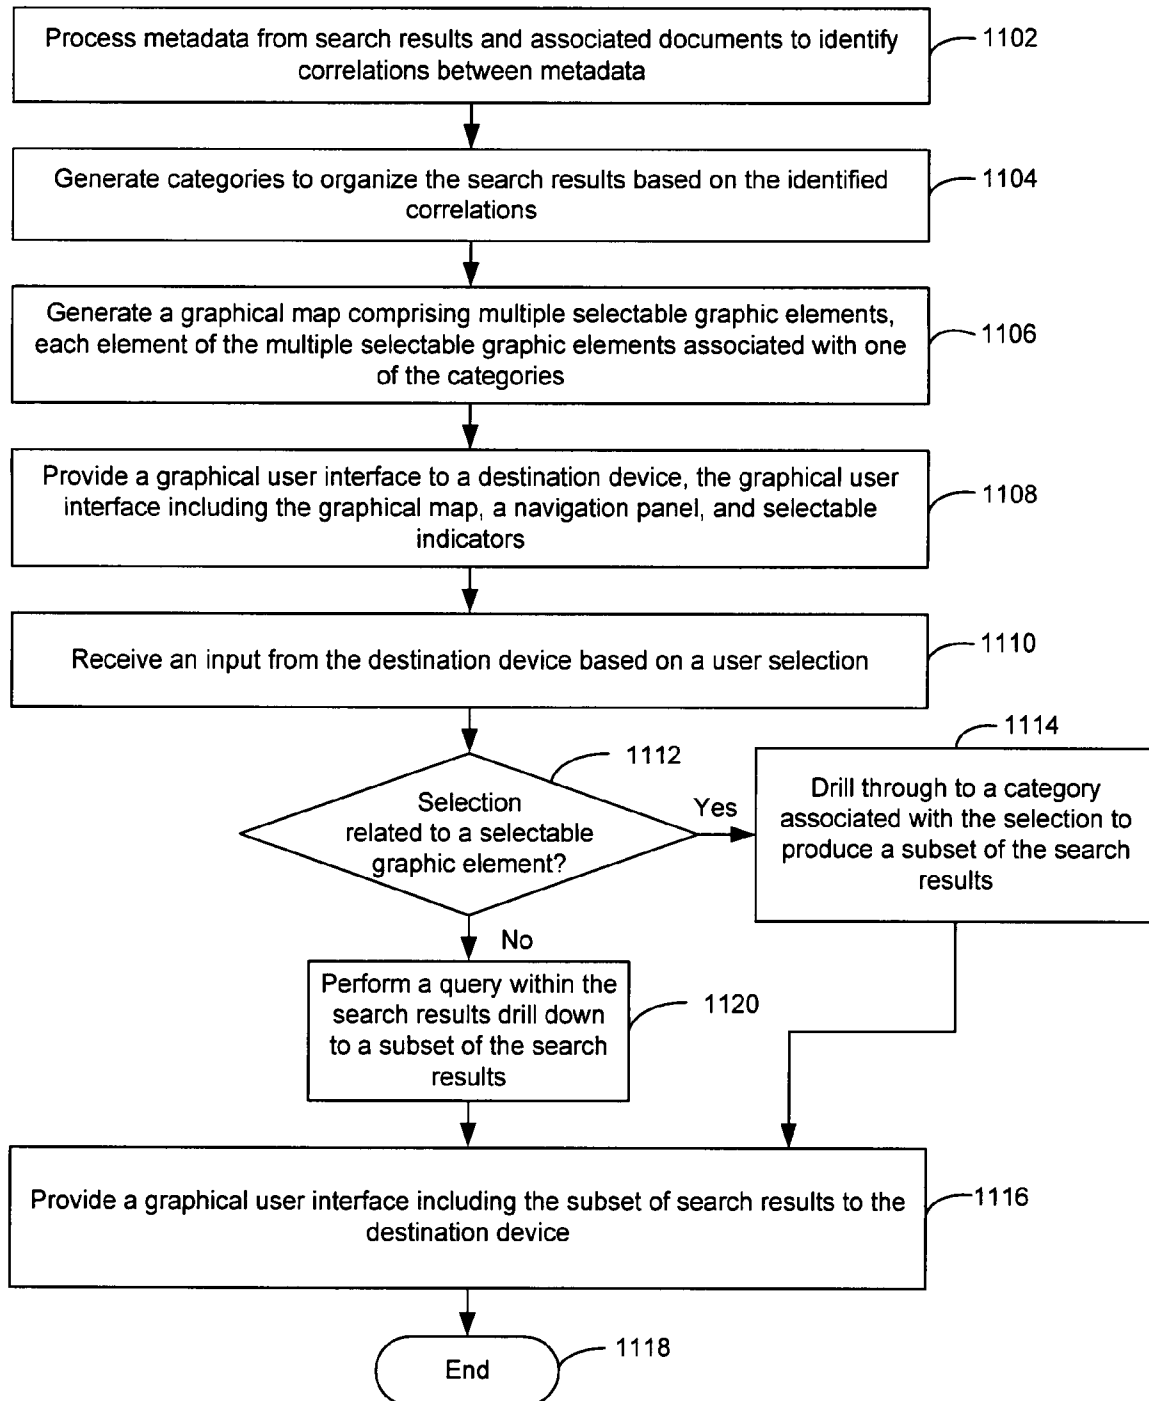 Process metadata from search results and associated documents to identify
correlations between metadata
1102
Generate categories to organize the search results based on the identified
correlations
1104
Generate a graphical map comprising multiple selectable graphic elements,
each element of the multiple selectable graphic elements associated with one
of the categories
1106
Provide a graphical user interface to a destination device, the graphical user
interface including the graphical map, a navigation panel, and selectable
indicators
1108
Receive an input from the destination device based on a user selection
1110
1112
Selection
related to a selectable
graphic element?
Yes
1114
Drill through to a category
associated with the selection to
produce a subset of the search
results
No
Perform a query within the
search results drill down
to a subset of the search
results
1120
Provide a graphical user interface including the subset of search results to the
destination device
1116
End
1118